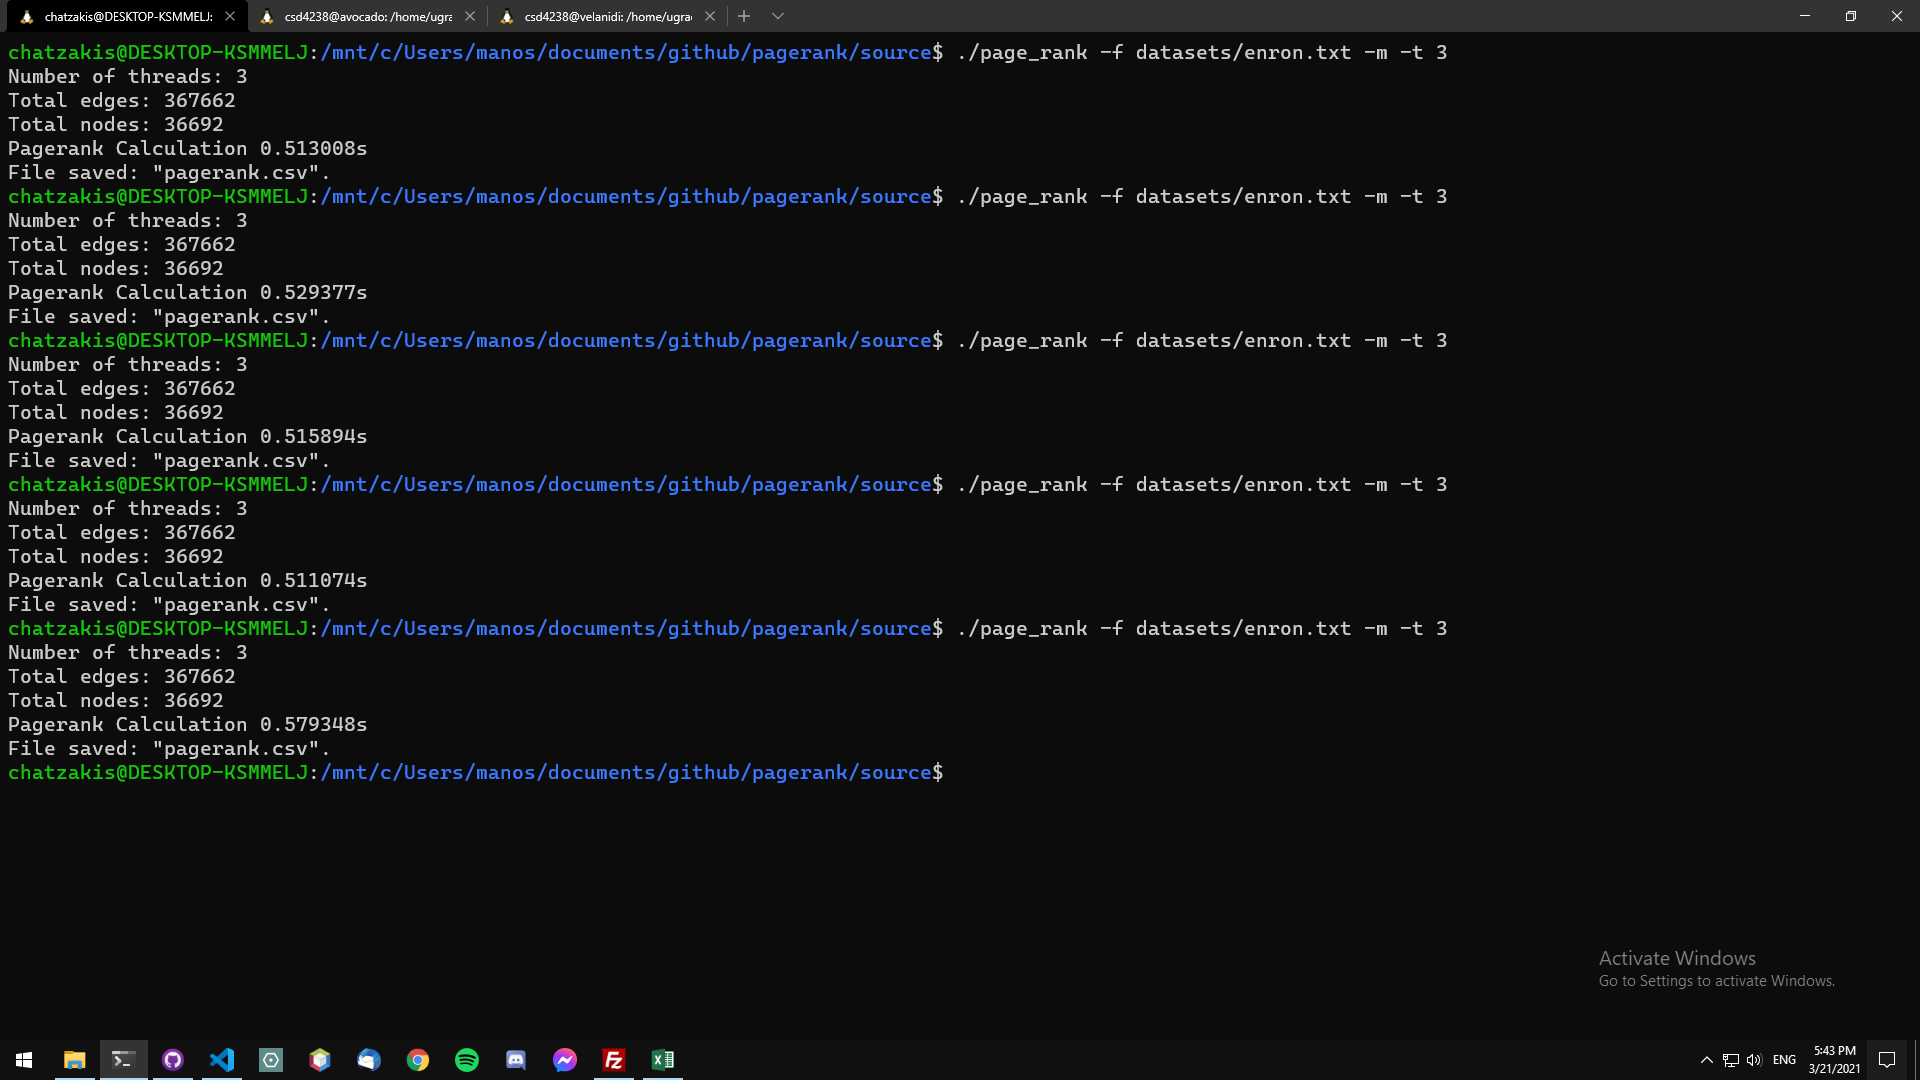 chatzakis@DESKTOP-KSMMELJ:
csd4238@avocado: /home/ugra
csd4238@velanidi: /home/ugra
chatzakis@DESKTOP-KSMMELJ:/mnt/c/Users/manos/documents/github/pagerank/source$ ./page_rank -f datasets/enron.txt -m -t 3
Number of threads: 3
Total edges: 367662
Total nodes: 36692
Pagerank Calculation 0.513008s
File saved: "pagerank.csv".
chatzakis@DESKTOP-KSMMELJ:/mnt/c/Users/manos/documents/github/pagerank/source$ ./page_rank -f datasets/enron.txt -m -t 3
Number of threads: 3
Total edges: 367662
Total nodes: 36692
Pagerank Calculation 0.529377s
File saved: "pagerank.csv".
chatzakis@DESKTOP-KSMMELJ:/mnt/c/Users/manos/documents/github/pagerank/source$ ./page_rank -f datasets/enron.txt -m -t 3
Number of threads: 3
Total edges: 367662
Total nodes: 36692
Pagerank Calculation 0.515894s
File saved: "pagerank.csv".
chatzakis@DESKTOP-KSMMELJ:/mnt/c/Users/manos/documents/github/pagerank/source$ ./page_rank -f datasets/enron.txt -m -t 3
Number of threads: 3
Total edges: 367662
Total nodes: 36692
Pagerank Calculation 0.511074s
File saved: "pagerank.csv".
chatzakis@DESKTOP-KSMMELJ:/mnt/c/Users/manos/documents/github/pagerank/source$ ./page_rank -f datasets/enron.txt -m -t 3
Number of threads: 3
Total edges: 367662
Total nodes: 36692
Pagerank Calculation 0.579348s
File saved: "pagerank.csv".
chatzakis@DESKTOP-KSMMELJ:/mnt/c/Users/manos/documents/github/pagerank/source$
Activate Windows
Go to Settings to activate Windows.
ENG
5:43 PM
3/21/2021